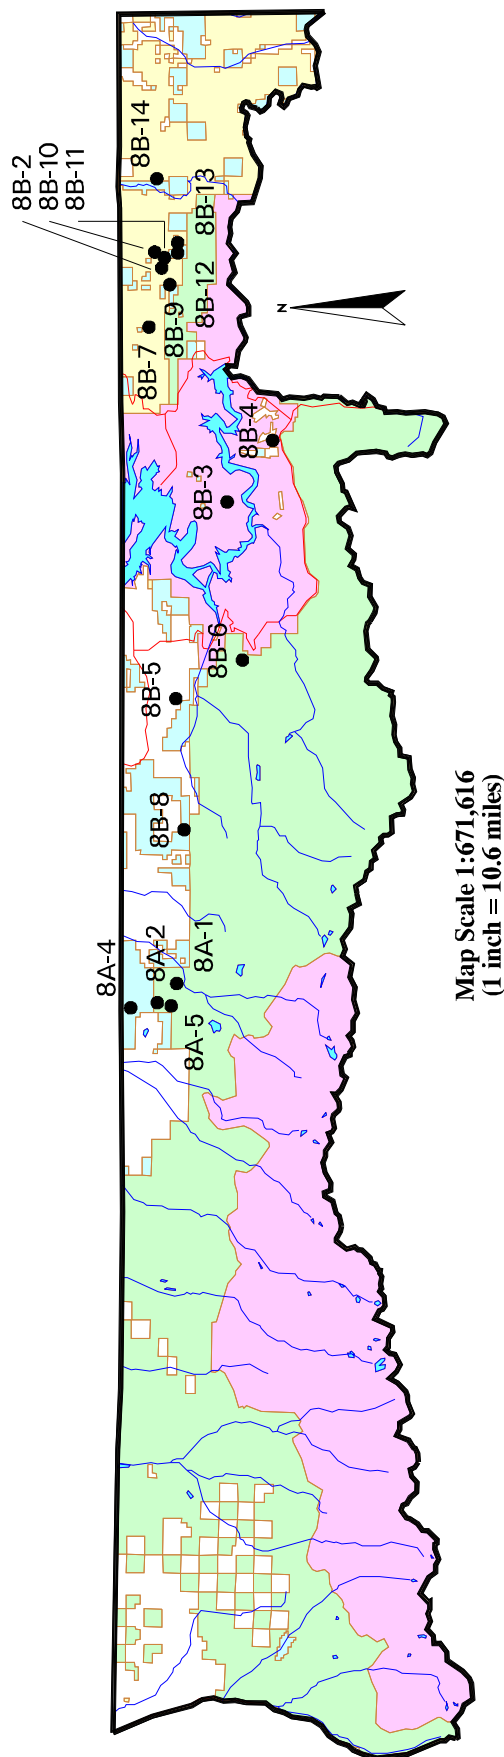 8B-2
8B-10
8B-11
8B-14
8B-13
8B-12
8B-9
8B-7
N
8B-4
8B-3
8B-6
8B-5
8B-8
8A-4
8A-2
8A-1
8A-5
Map Scale 1:671,616
(1 inch = 10.6 miles)